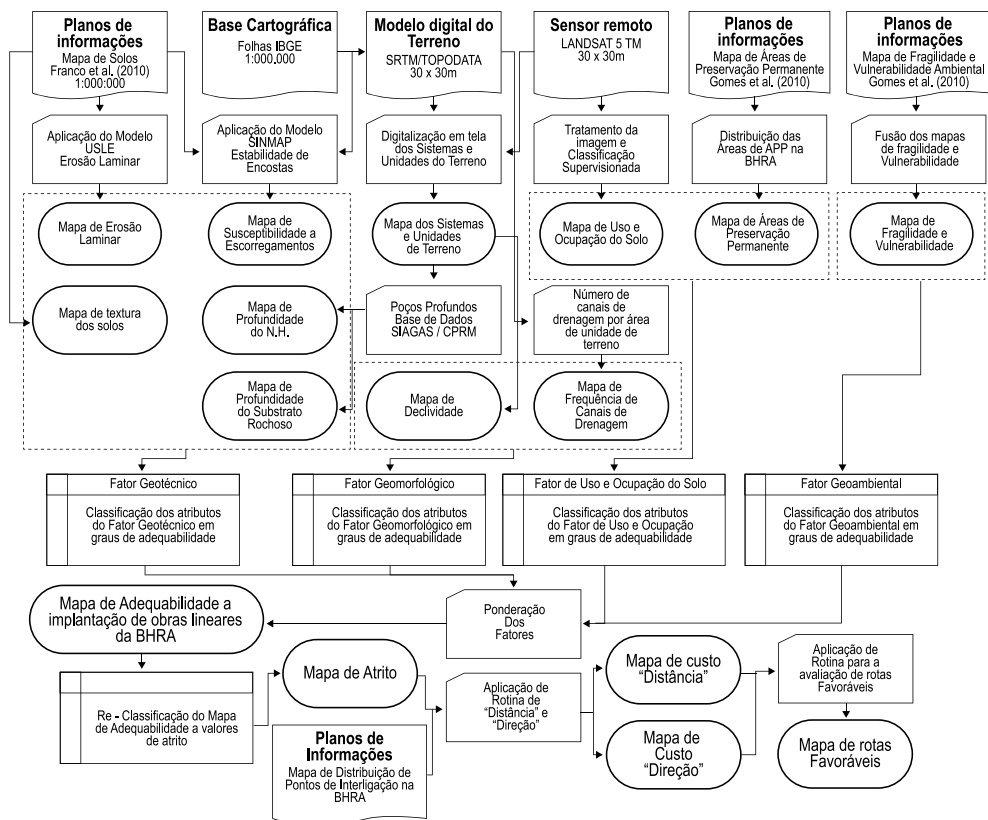 Planos de
informações
Mapa de Solos
Franco et al. (2010)
1:000:000
Base Cartográfica
Folhas IBGE
1:000.000
Modelo digital do
Terreno
SRTM/TOPODATA
30 x 30m
Sensor remoto
LANDSAT 5 TM
30 x 30m
Planos de
informações
Mapa de Áreas de
Preservação Permanente
Gomes et al. (2010)
Planos de
informações
Mapa de Fragilidade e
Vulnerabilidade Ambiental
Gomes et al. (2010)
Aplicação do Modelo
USLE
Erosão Laminar
Aplicação do Modelo
SINMAP
Estabilidade de
Encostas
Digitalização em tela
dos Sistemas e
Unidades do Terreno
Tratamento da
imagem e
Classificação
Supervisionada
Distribuição das
Áreas de APP na
BHRA
Fusão dos mapas
de fragilidade e
Vulnerabilidade
Mapa de Erosão
Laminar
Mapa de
Susceptibilidade a
Escorregamentos
Mapa dos Sistemas
e Unidades
de Terreno
Mapa de Uso e
Ocupação do Solo
Mapa de Áreas de
Preservação
Permanente
Mapa de
Fragilidade e
Vulnerabilidade
Mapa de textura
dos solos
Mapa de
Profundidade
do N.H.
Poços Profundos
Base de Dados
SIAGAS / CPRM
Número de
canais de
drenagem por área
de unidade de
terreno
Mapa de
Profundidade
do Substrato
Rochoso
Mapa de
Declividade
Mapa de
Frequência de
Canais de
Drenagem
Fator Geotécnico
Classificação dos atributos
do Fator Geotécnico em
graus de adequabilidade
Fator Geomorfológico
Classificação dos atributos
do Fator Geomorfológico em
graus de adequabilidade
Fator de Uso e Ocupação do Solo
Classificação dos atributos
do Fator de Uso e Ocupação
em graus de adequabilidade
Fator Geoambiental
Classificação dos atributos
do Fator Geoambiental em
graus de adequabilidade
Mapa de Adequabilidade a
implantação de obras lineares
da BHRA
Ponderação
Dos
Fatores
Re - Classificação do Mapa
de Adequabilidade a valores
de atrito
Mapa de Atrito
Planos de
Informações
Mapa de Distribuição de
Pontos de Interligação na
BHRA
Aplicação de
Rotina de
“Distância” e
“Direção”
Mapa de custo
“Distância”
Mapa de
Custo
“Direção”
Aplicação de
Rotina para a
avaliação de rotas
Favoráveis
Mapa de rotas
Favoráveis